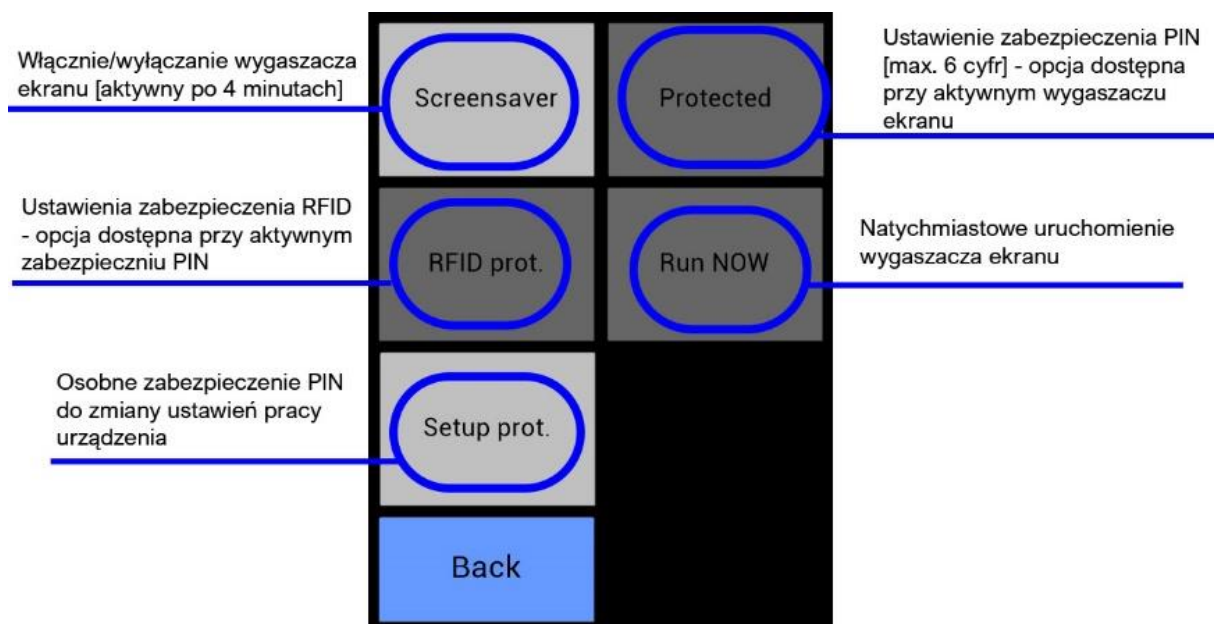 Włącznie/wyłączanie wygaszacza
ekranu [aktywny po 4 minutach]
Screensaver
Protected
Ustawienie zabezpieczenia PIN
[max. 6 cyfr] - opcja dostępna
przy aktywnym wygaszaczu
ekranu
Ustawienia zabezpieczenia RFID
- opcja dostępna przy aktywnym
zabezpieczniu PIN
RFID prot.
Run NOW
Natychmiastowe uruchomienie
wygaszacza ekranu
Osobne zabezpieczenie PIN
do zmiany ustawień pracy
urządzenia
Setup prot.
Back